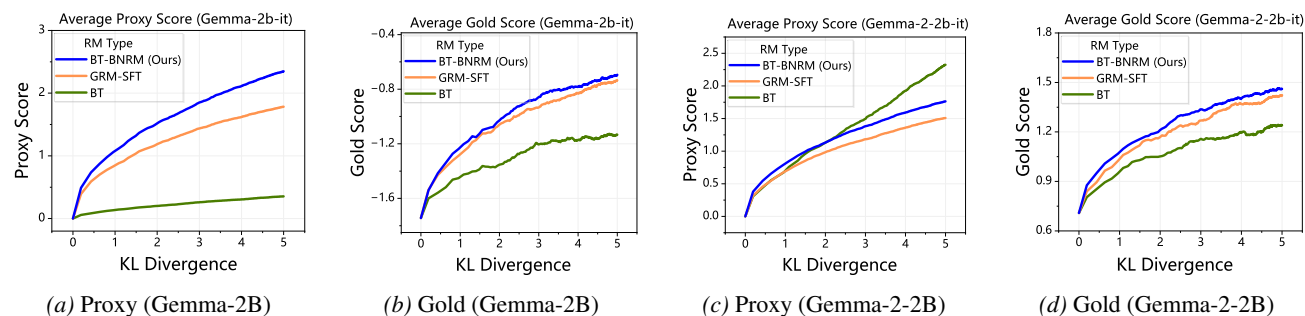 Average Proxy Score (Gemma-2b-it)
3
2
1
0
Proxy Score
RM Type
BT-BNRM (Ours)
GRM-SFT
BT
0 1 2 3 4 5
KL Divergence
(a) Proxy (Gemma-2B)
Average Gold Score (Gemma-2b-it)
−0.4
−0.8
−1.2
−1.6
Gold Score
RM Type
BT-BNRM (Ours)
GRM-SFT
BT
0 1 2 3 4 5
KL Divergence
(b) Gold (Gemma-2B)
Average Proxy Score (Gemma-2-2b-it)
2.5
2.0
1.5
1.0
0.5
0.0
Proxy Score
RM Type
BT-BNRM (Ours)
GRM-SFT
BT
0 1 2 3 4 5
KL Divergence
(c) Proxy (Gemma-2-2B)
Average Gold Score (Gemma-2-2b-it)
1.8
1.5
1.2
0.9
0.6
Gold Score
RM Type
BT-BNRM (Ours)
GRM-SFT
BT
0 1 2 3 4 5
KL Divergence
(d) Gold (Gemma-2-2B)